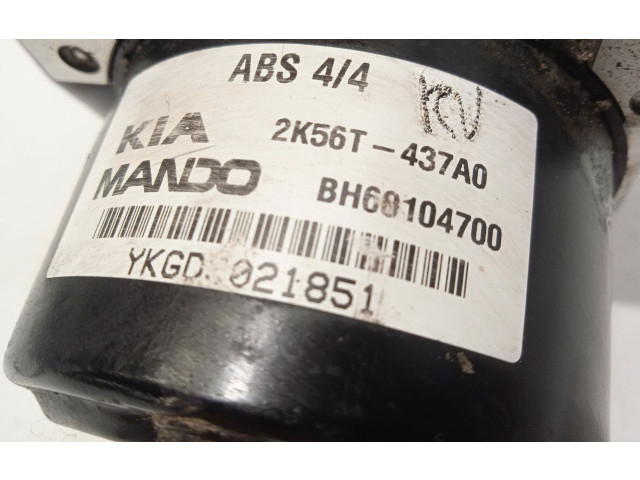 ABS 4/4
KIA 2K56T-437A0
MANDO BH60104700
YKGD 021851